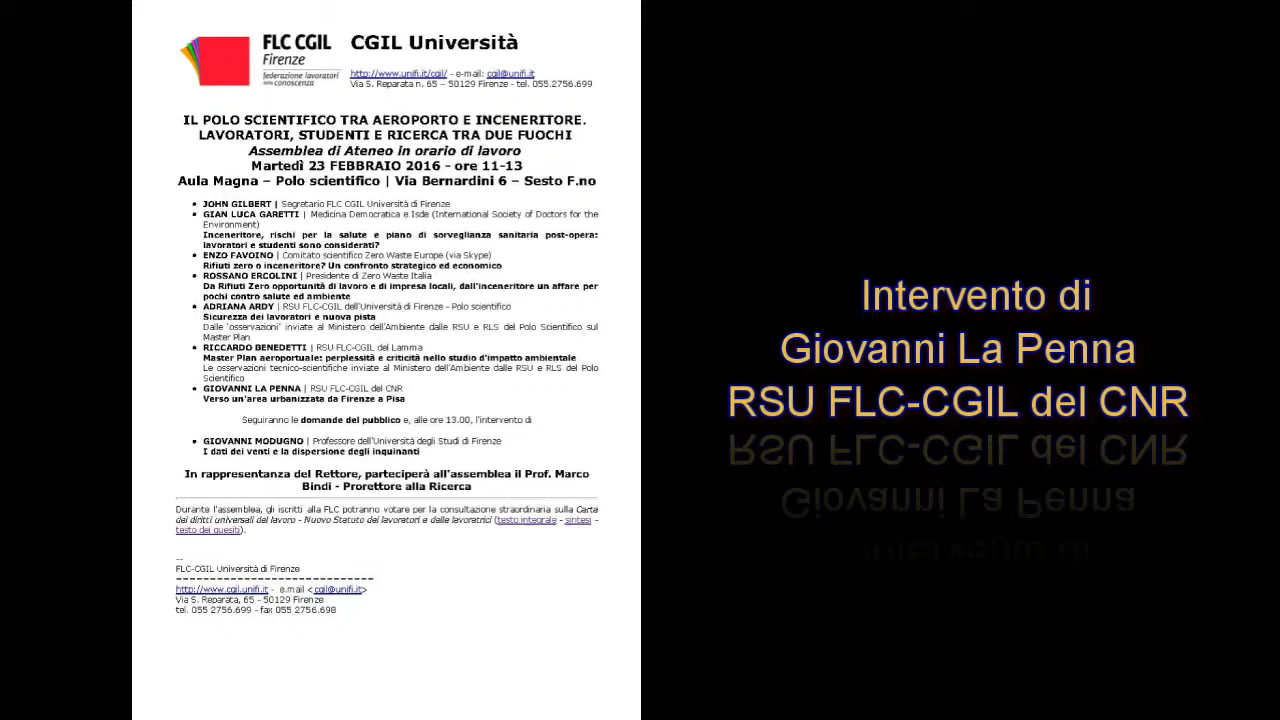 FLC CGIL
Firenze
federazione lavoratori
della conoscenza
CGIL Università
http://www.unifi.it/cgil/ - e-mail: cgil@unifi.it
Via S. Reparata n. 65 – 50129 Firenze - tel. 055.2756.699
IL POLO SCIENTIFICO TRA AEROPORTO E INCENERITORE.
LAVORATORI, STUDENTI E RICERCA TRA DUE FUOCHI
Assemblea di Ateneo in orario di lavoro
Martedì 23 FEBBRAIO 2016 - ore 11-13
Aula Magna – Polo scientifico | Via Bernardini 6 – Sesto F.no
• JOHN GILBERT | Segretario FLC CGIL Università di Firenze
• GIAN LUCA GARETTI | Medicina Democratica e Isde (International Society of Doctors for the
Environment)
Inceneritore, rischi per la salute e piano di sorveglianza sanitaria post-opera:
lavoratori e studenti sono considerati?
• ENZO FAVOINO | Comitato scientifico Zero Waste Europe (via Skype)
Rifiuti zero o inceneritore? Un confronto strategico ed economico
• ROSSANO ERCOLINI | Presidente di Zero Waste Italia
Da Rifiuti Zero opportunità di lavoro e di impresa locali, dall'inceneritore un affare per
pochi contro salute ed ambiente
• ADRIANA ARDY | RSU FLC-CGIL dell'Università di Firenze - Polo scientifico
Sicurezza dei lavoratori e nuova pista
Dalle "osservazioni" inviate al Ministero dell'Ambiente dalle RSU e RLS del Polo Scientifico sul
Master Plan
• RICCARDO BENEDETTI | RSU FLC-CGIL del Lamma
Master Plan aeroportuale: perplessità e criticità nello studio d'impatto ambientale
Le osservazioni tecnico-scientifiche inviate al Ministero dell'Ambiente dalle RSU e RLS del Polo
Scientifico
• GIOVANNI LA PENNA | RSU FLC-CGIL del CNR
Verso un'area urbanizzata da Firenze a Pisa
Seguiranno le domande del pubblico e, alle ore 13.00, l'intervento di
• GIOVANNI MODUGNO | Professore dell'Università degli Studi di Firenze
I dati dei venti e la dispersione degli inquinanti
In rappresentanza del Rettore, parteciperà all'assemblea il Prof. Marco
Bindi - Prorettore alla Ricerca
Durante l'assemblea, gli iscritti alla FLC potranno votare per la consultazione straordinaria sulla Carta
dei diritti universali del lavoro - Nuovo Statuto dei lavoratori e delle lavoratrici (testo integrale - sintesi -
testo dei quesiti).
--
FLC-CGIL Università di Firenze
------------------------------
http://www.cgil.unifi.it - e.mail <cgil@unifi.it>
Via S. Reparata, 65 - 50129 Firenze
tel. 055 2756.699 - fax 055 2756.698
Intervento di
Giovanni La Penna
RSU FLC-CGIL del CNR